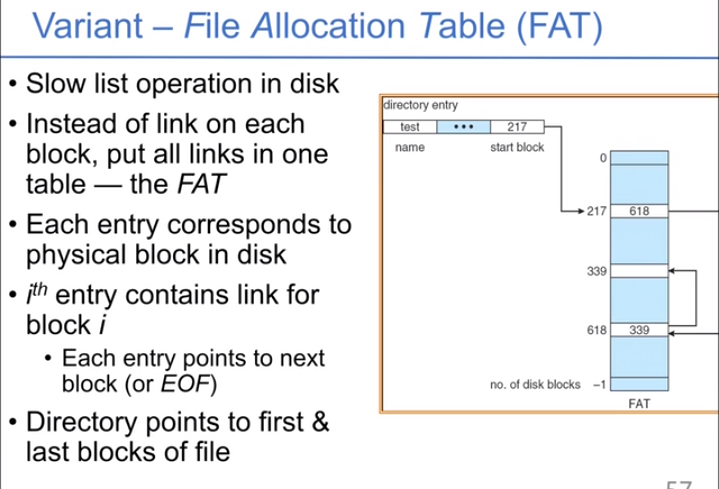 Variant – File Allocation Table (FAT)
• Slow list operation in disk
• Instead of link on each
block, put all links in one
table — the FAT
• Each entry corresponds to
physical block in disk
• ith entry contains link for
block i
• Each entry points to next
block (or EOF)
• Directory points to first &
last blocks of file
directory entry
test ••• 217
name start block
0
217 618
339
618 339
no. of disk blocks –1
FAT
57